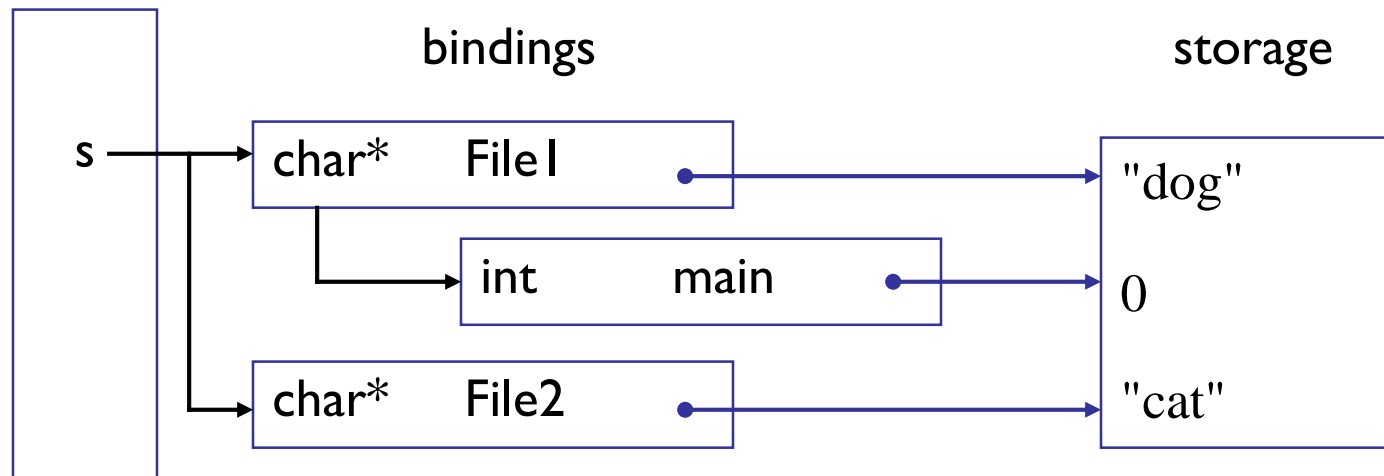 bindings storage
s char* File1 "dog"
int main 0
char* File2 "cat"